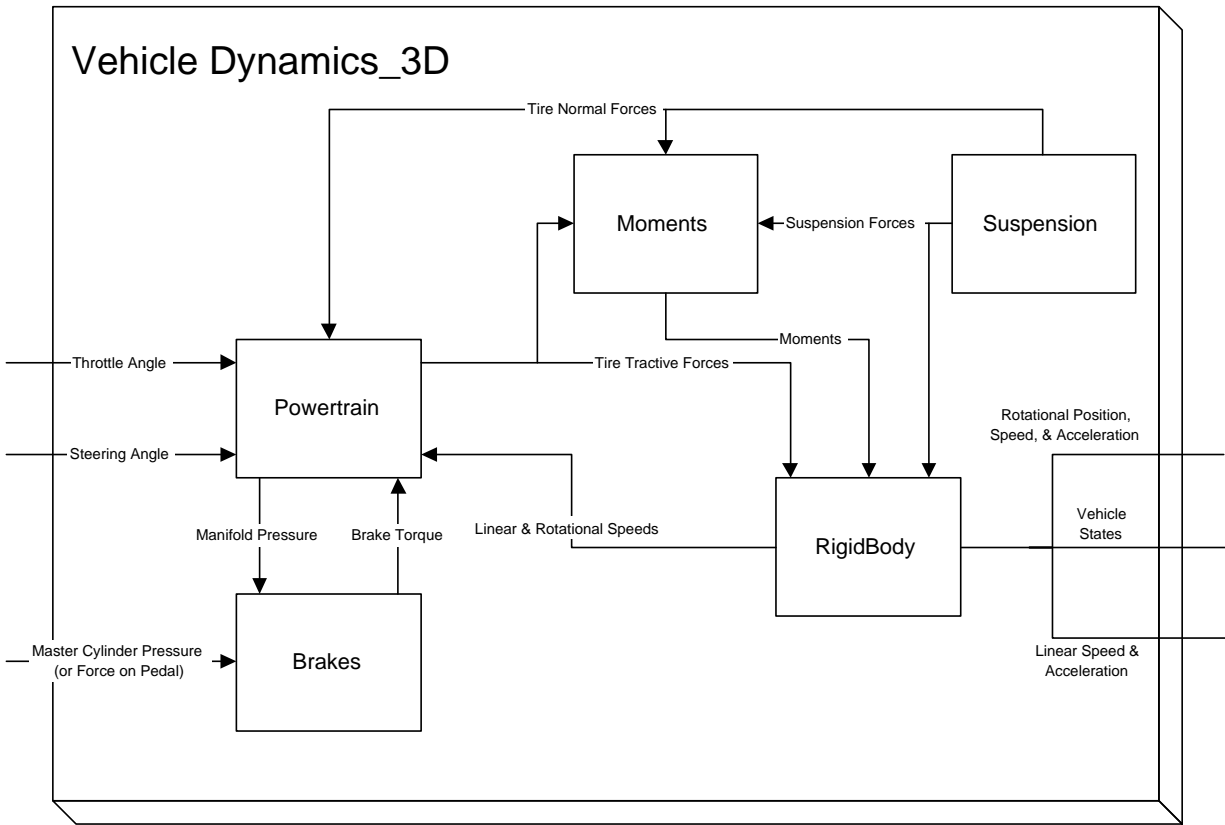 Vehicle Dynamics_3D
Tire Normal Forces
Moments
Suspension Forces
Suspension
Throttle Angle
Moments
Tire Tractive Forces
Powertrain
Rotational Position,
Speed, & Acceleration
Steering Angle
Manifold Pressure
Brake Torque
Linear & Rotational Speeds
Vehicle
States
RigidBody
Master Cylinder Pressure
(or Force on Pedal)
Brakes
Linear Speed &
Acceleration